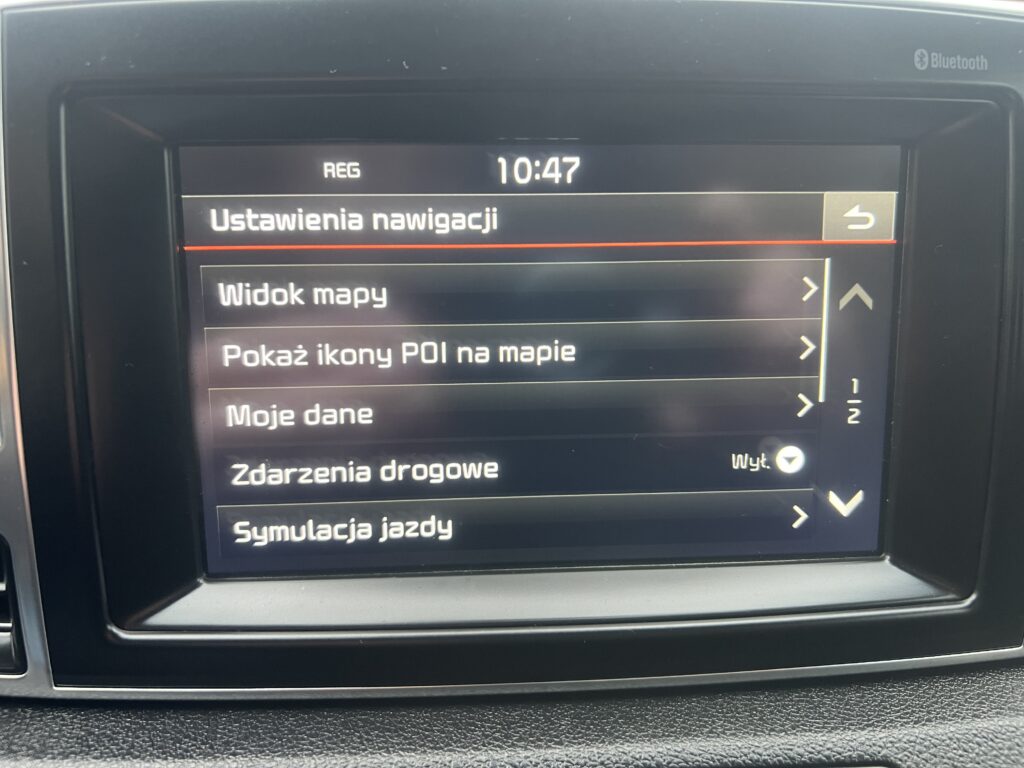 Bluetooth
REG 10:47
Ustawienia nawigacji
Widok mapy
Pokaż ikony POI na mapie
Moje dane
Zdarzenia drogowe Wył.
Symulacja jazdy
1
2